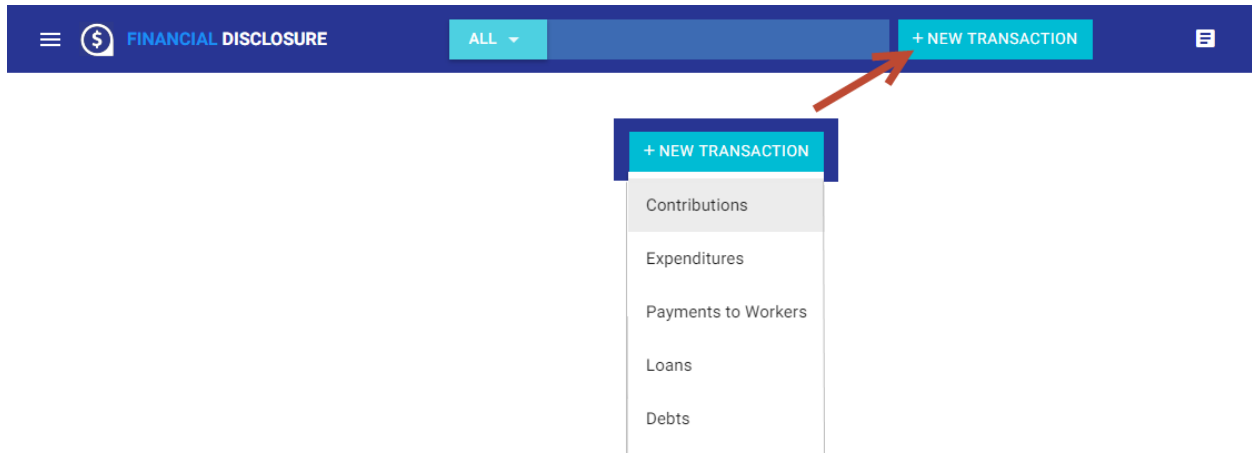 FINANCIAL DISCLOSURE
ALL
+ NEW TRANSACTION
+ NEW TRANSACTION
Contributions
Expenditures
Payments to Workers
Loans
Debts